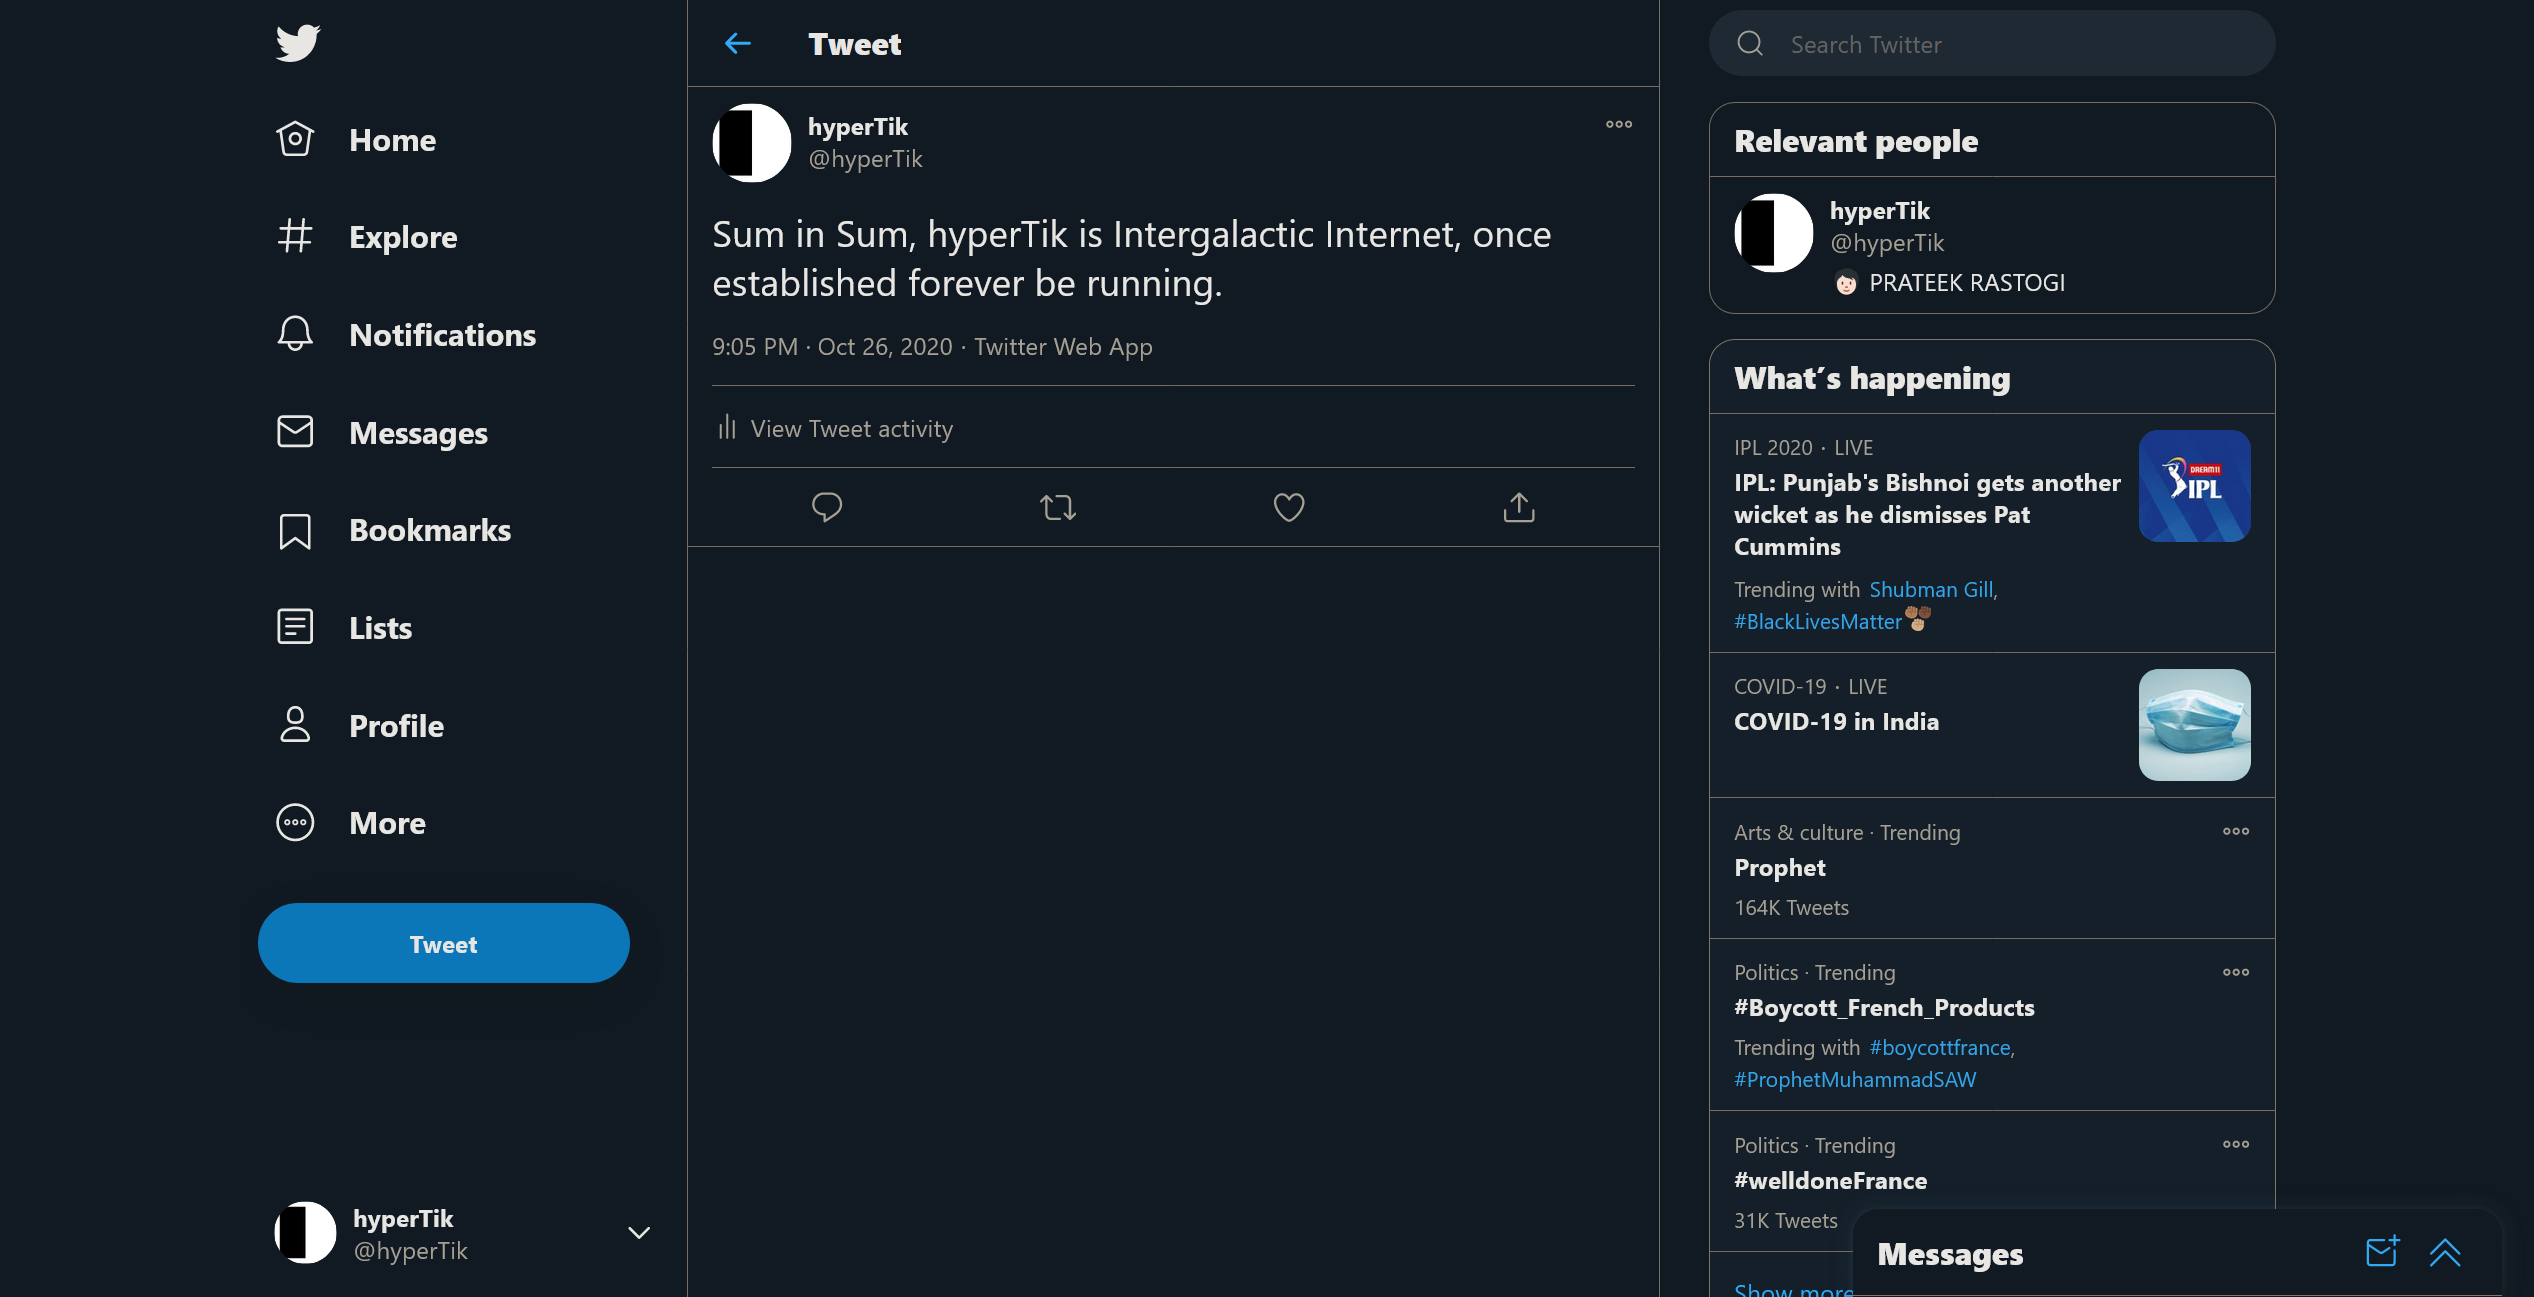 Home
Explore
Notifications
Messages
Bookmarks
Lists
Profile
More
Tweet
hyperTik
@hyperTik
Tweet
hyperTik
@hyperTik
Sum in Sum, hyperTik is Intergalactic Internet, once
established forever be running.
9:05 PM · Oct 26, 2020 · Twitter Web App
View Tweet activity
Search Twitter
Relevant people
hyperTik
@hyperTik
PRATEEK RASTOGI
What's happening
IPL 2020 · LIVE
IPL: Punjab's Bishnoi gets another
wicket as he dismisses Pat
Cummins
DREAM11
IPL
Trending with Shubman Gill,
#BlackLivesMatter
COVID-19 · LIVE
COVID-19 in India
Arts & culture · Trending
Prophet
164K Tweets
Politics · Trending
#Boycott_French_Products
Trending with #boycottfrance,
#ProphetMuhammadSAW
Politics · Trending
#welldoneFrance
31K Tweets
Show more
Messages